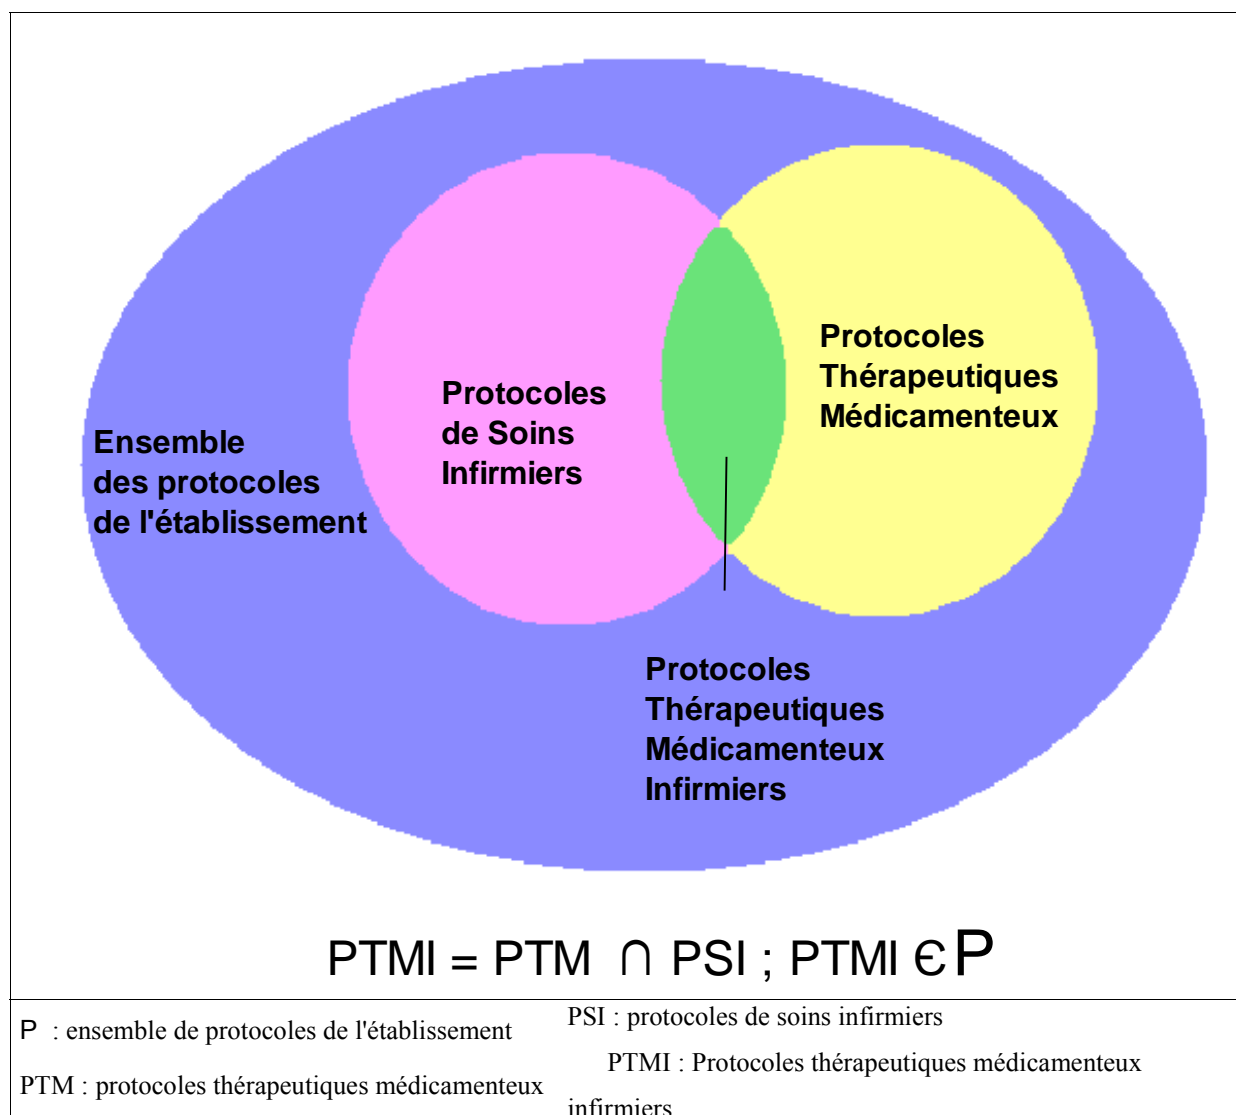 Protocoles
Thérapeutiques
Médicamenteux
Protocoles
de Soins
Infirmiers
Ensemble
des protocoles
de l'établissement
Protocoles
Thérapeutiques
Médicamenteux
Infirmiers
PTMI = PTM ∩ PSI ; PTMI Є P
P : ensemble de protocoles de l'établissement
PTM : protocoles thérapeutiques médicamenteux
PSI : protocoles de soins infirmiers
PTMI : Protocoles thérapeutiques médicamenteux
infirmiers